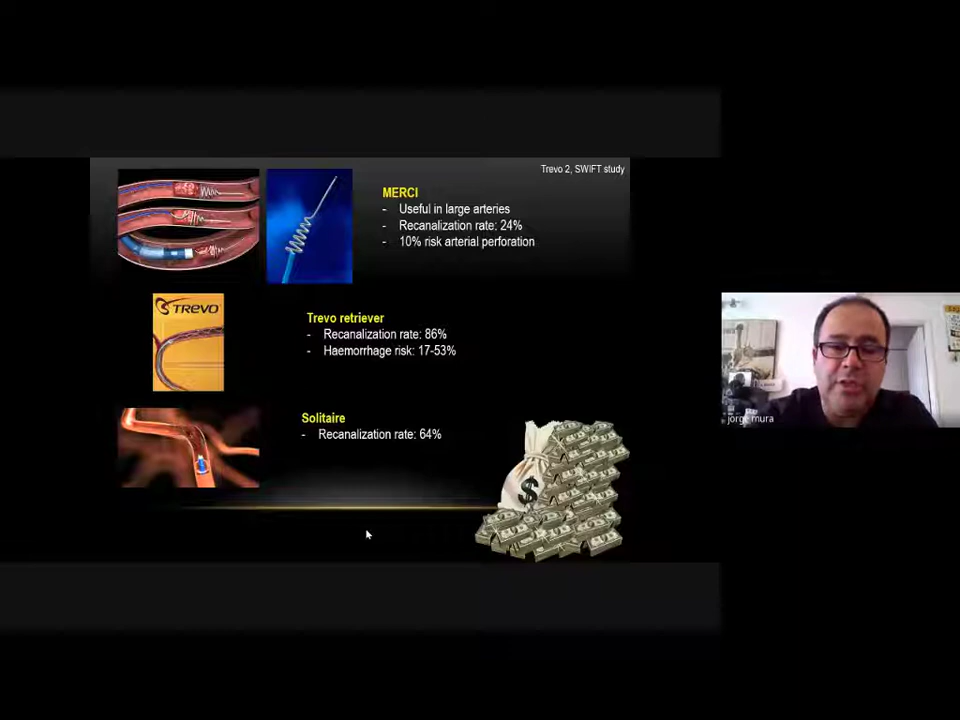 Trevo 2, SWIFT study
MERCI
- Useful in large arteries
- Recanalization rate: 24%
- 10% risk arterial perforation
TREVO
Trevo retriever
- Recanalization rate: 86%
- Haemorrhage risk: 17-53%
Solitaire
- Recanalization rate: 64%
$
jorge mura